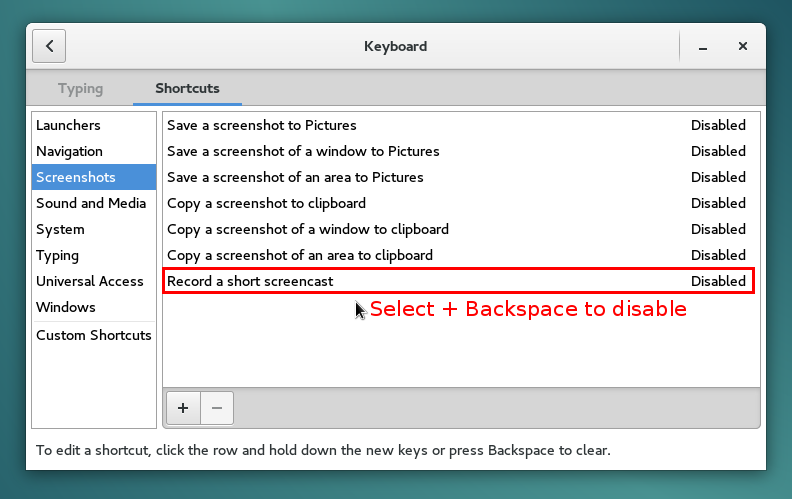 Keyboard
Typing Shortcuts
Launchers
Navigation
Screenshots
Sound and Media
System
Typing
Universal Access
Windows
Custom Shortcuts
Save a screenshot to Pictures Disabled
Save a screenshot of a window to Pictures Disabled
Save a screenshot of an area to Pictures Disabled
Copy a screenshot to clipboard Disabled
Copy a screenshot of a window to clipboard Disabled
Copy a screenshot of an area to clipboard Disabled
Record a short screencast Disabled
Select + Backspace to disable
To edit a shortcut, click the row and hold down the new keys or press Backspace to clear.